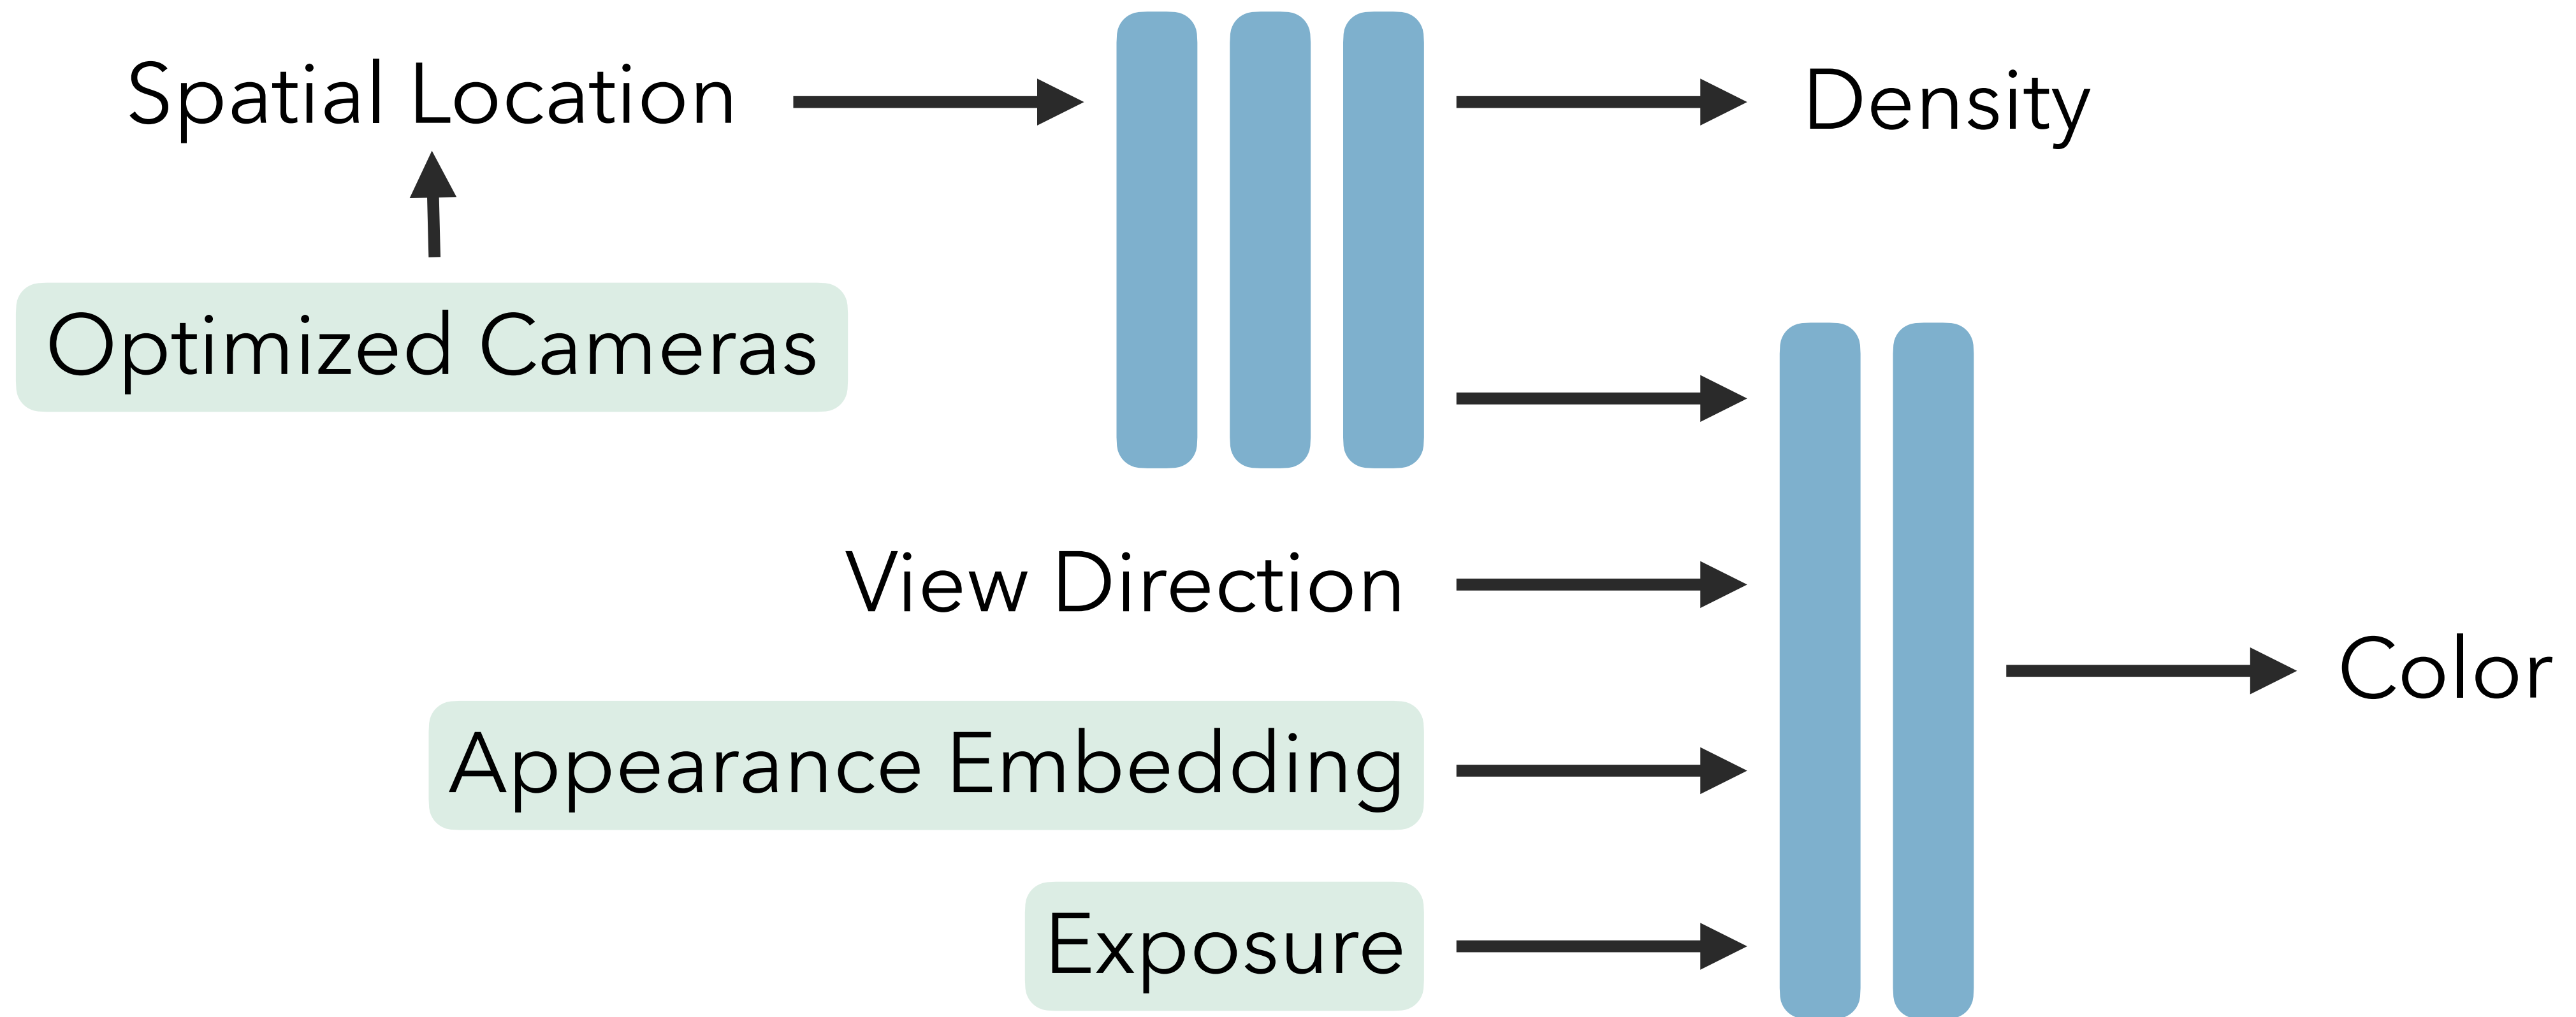 Spatial Location
Density
Optimized Cameras
View Direction
Color
Appearance Embedding
Exposure